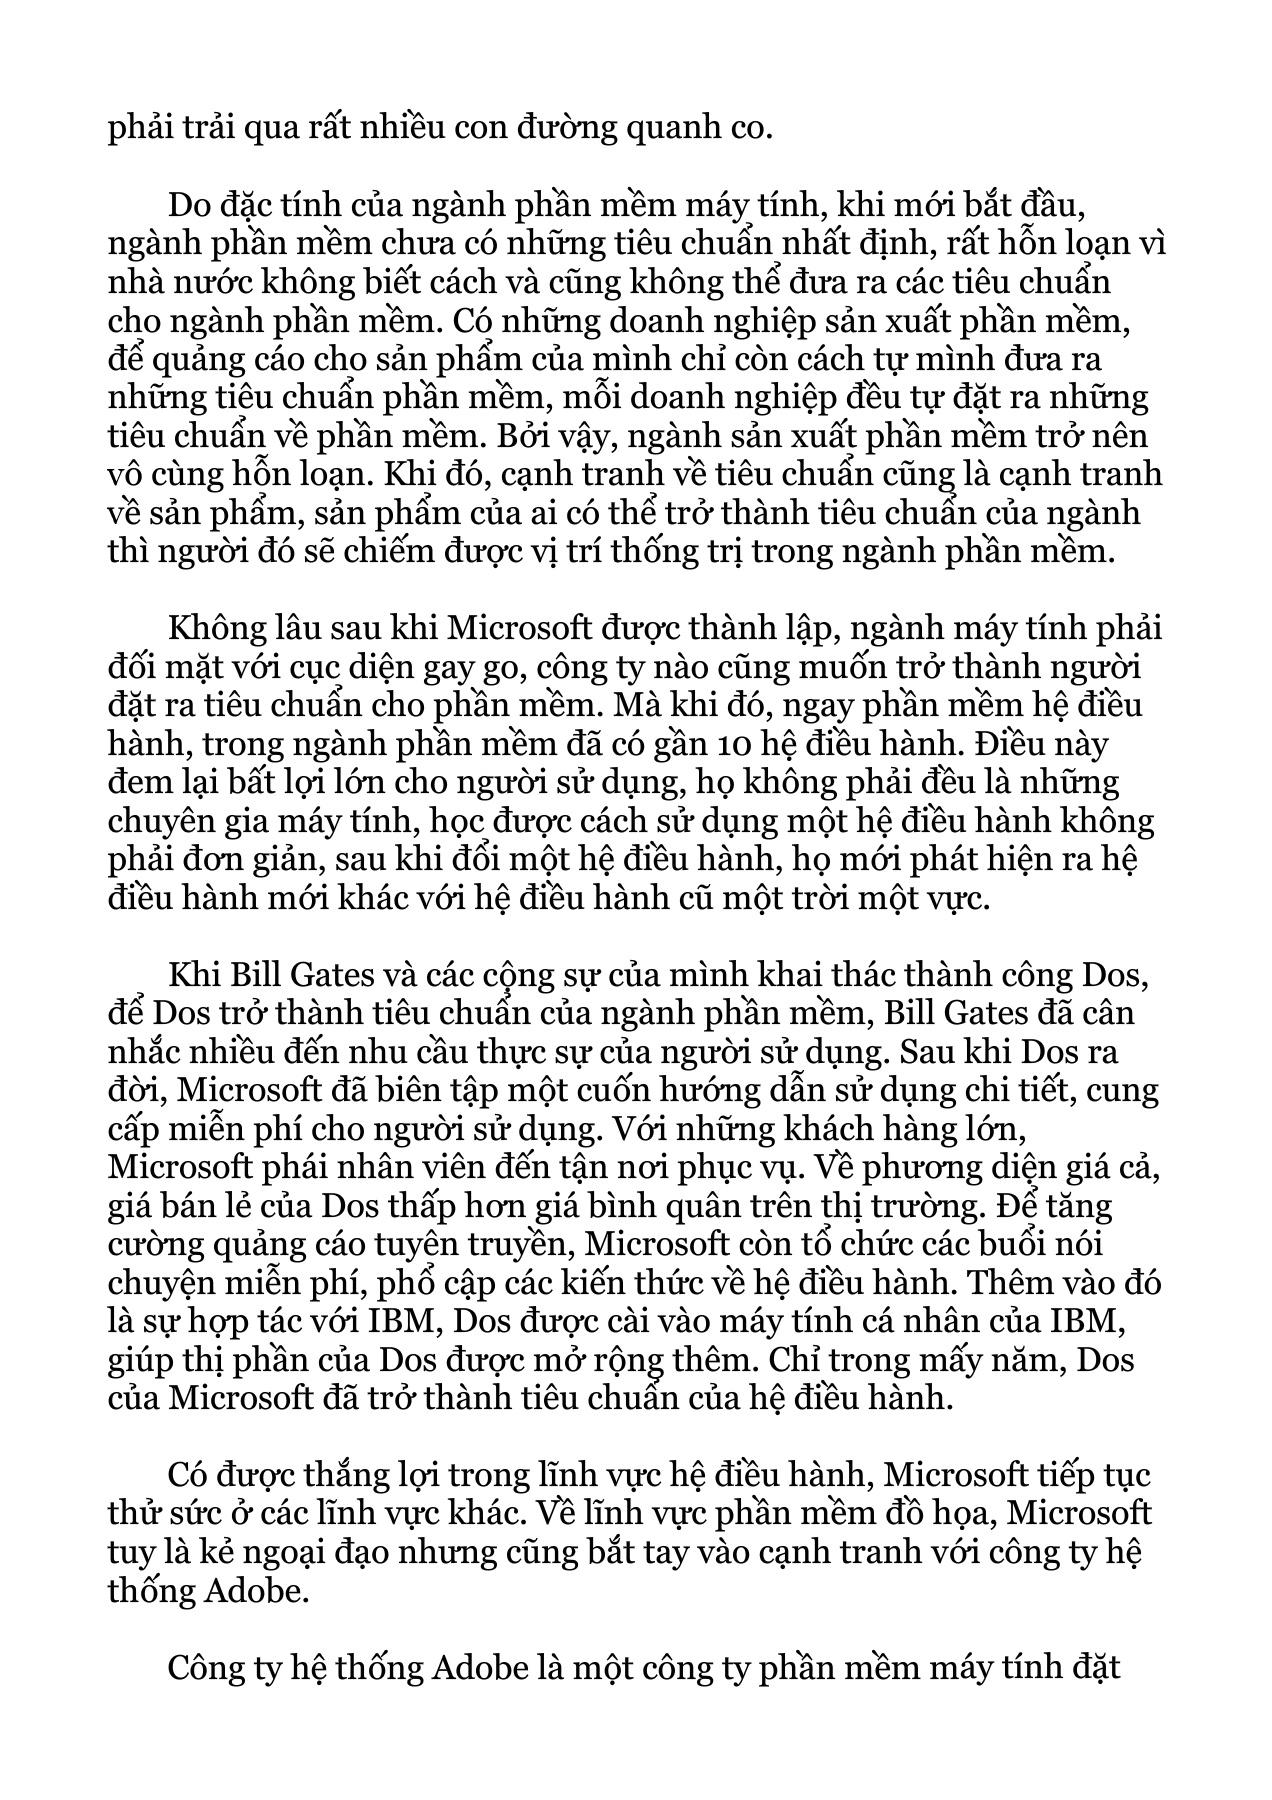 phải trải qua rất nhiều con đường quanh co.
Do đặc tính của ngành phần mềm máy tính, khi mới bắt đầu,
ngành phần mềm chưa có những tiêu chuẩn nhất định, rất hỗn loạn vì
nhà nước không biết cách và cũng không thể đưa ra các tiêu chuẩn
cho ngành phần mềm. Có những doanh nghiệp sản xuất phần mềm,
để quảng cáo cho sản phẩm của mình chỉ còn cách tự mình đưa ra
những tiêu chuẩn phần mềm, mỗi doanh nghiệp đều tự đặt ra những
tiêu chuẩn về phần mềm. Bởi vậy, ngành sản xuất phần mềm trở nên
vô cùng hỗn loạn. Khi đó, cạnh tranh về tiêu chuẩn cũng là cạnh tranh
về sản phẩm, sản phẩm của ai có thể trở thành tiêu chuẩn của ngành
thì người đó sẽ chiếm được vị trí thống trị trong ngành phần mềm.
Không lâu sau khi Microsoft được thành lập, ngành máy tính phải
đối mặt với cục diện gay go, công ty nào cũng muốn trở thành người
đặt ra tiêu chuẩn cho phần mềm. Mà khi đó, ngay phần mềm hệ điều
hành, trong ngành phần mềm đã có gần 10 hệ điều hành. Điều này
đem lại bất lợi lớn cho người sử dụng, họ không phải đều là những
chuyên gia máy tính, học được cách sử dụng một hệ điều hành không
phải đơn giản, sau khi đổi một hệ điều hành, họ mới phát hiện ra hệ
điều hành mới khác với hệ điều hành cũ một trời một vực.
Khi Bill Gates và các cộng sự của mình khai thác thành công Dos,
để Dos trở thành tiêu chuẩn của ngành phần mềm, Bill Gates đã cân
nhắc nhiều đến nhu cầu thực sự của người sử dụng. Sau khi Dos ra
đời, Microsoft đã biên tập một cuốn hướng dẫn sử dụng chi tiết, cung
cấp miễn phí cho người sử dụng. Với những khách hàng lớn,
Microsoft phái nhân viên đến tận nơi phục vụ. Về phương diện giá cả,
giá bán lẻ của Dos thấp hơn giá bình quân trên thị trường. Để tăng
cường quảng cáo tuyên truyền, Microsoft còn tổ chức các buổi nói
chuyện miễn phí, phổ cập các kiến thức về hệ điều hành. Thêm vào đó
là sự hợp tác với IBM, Dos được cài vào máy tính cá nhân của IBM,
giúp thị phần của Dos được mở rộng thêm. Chỉ trong mấy năm, Dos
của Microsoft đã trở thành tiêu chuẩn của hệ điều hành.
Có được thắng lợi trong lĩnh vực hệ điều hành, Microsoft tiếp tục
thử sức ở các lĩnh vực khác. Về lĩnh vực phần mềm đồ họa, Microsoft
tuy là kẻ ngoại đạo nhưng cũng bắt tay vào cạnh tranh với công ty hệ
thống Adobe.
Công ty hệ thống Adobe là một công ty phần mềm máy tính đặt